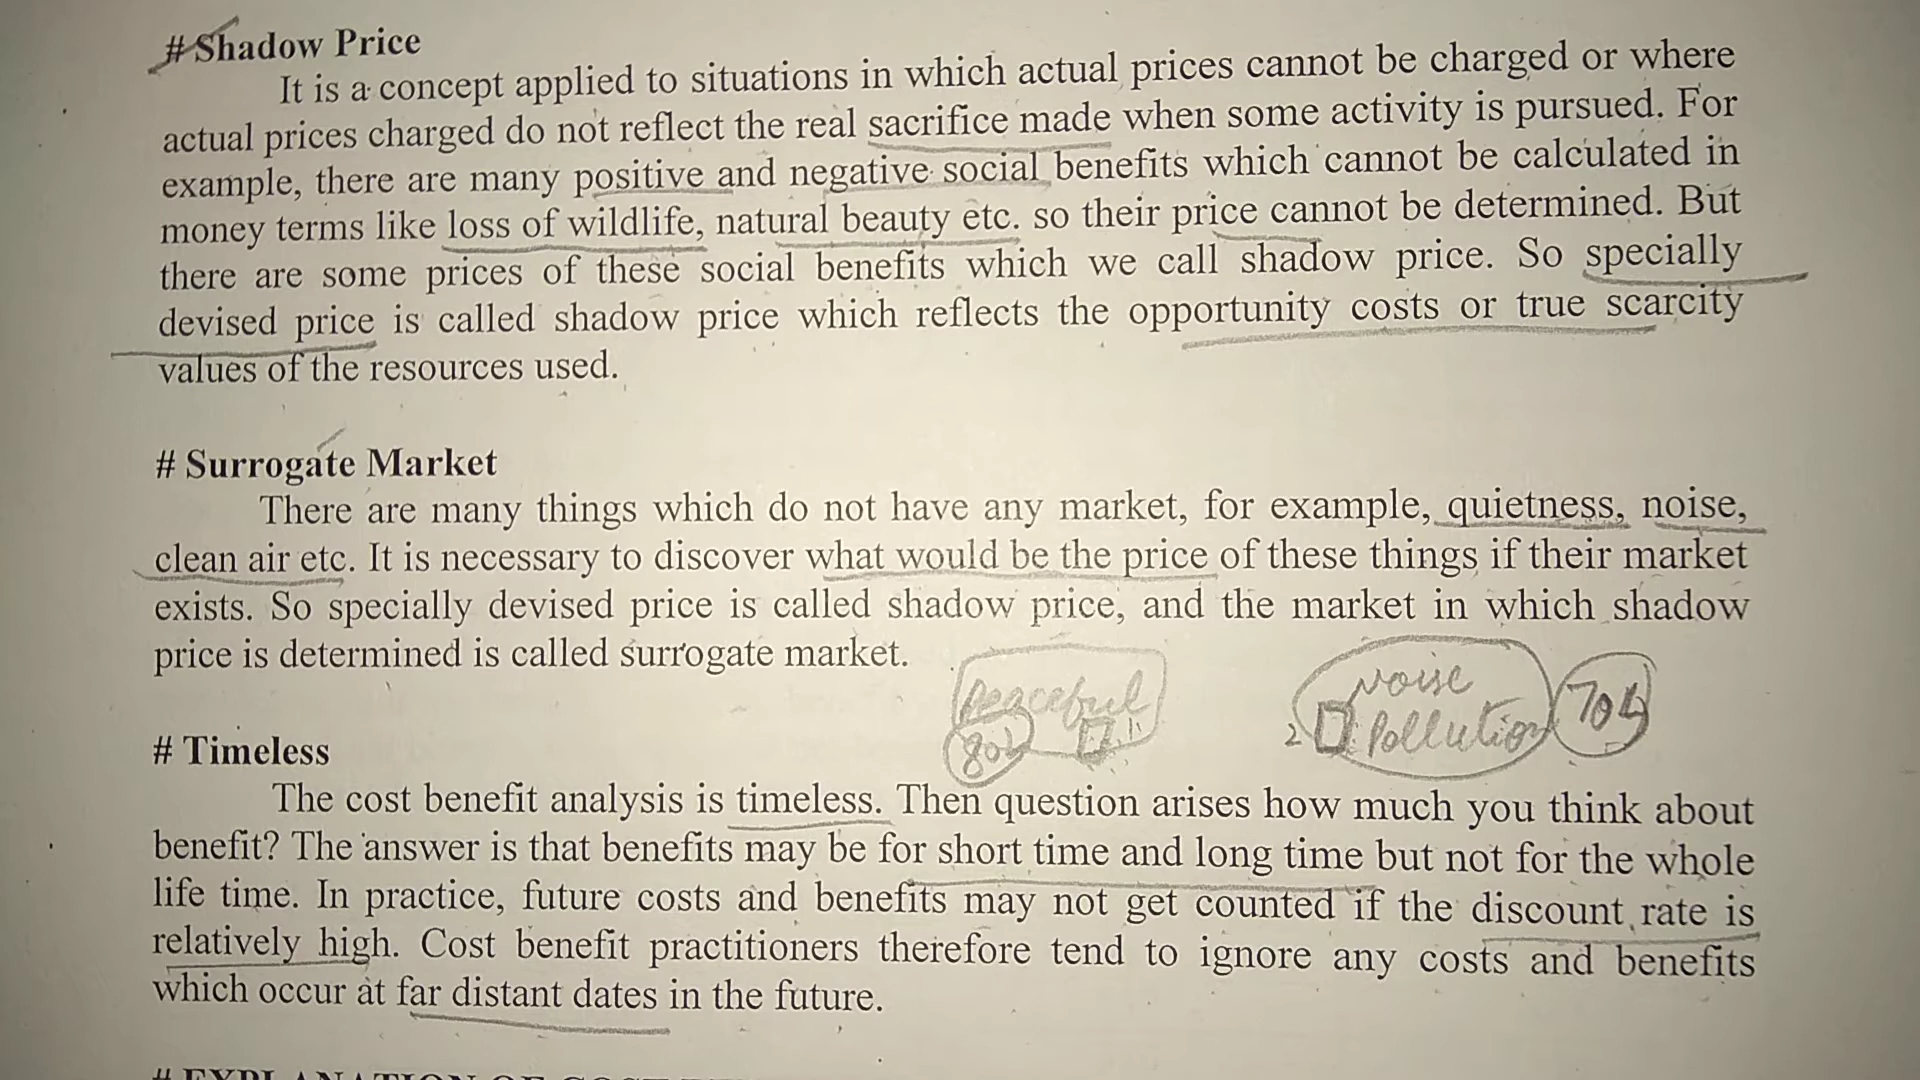 # Shadow Price
It is a concept applied to situations in which actual prices cannot be charged or where
actual prices charged do not reflect the real sacrifice made when some activity is pursued. For
example, there are many positive and negative social benefits which cannot be calculated in
money terms like loss of wildlife, natural beauty etc. so their price cannot be determined. But
there are some prices of these social benefits which we call shadow price. So specially
devised price is called shadow price which reflects the opportunity costs or true scarcity
values of the resources used.
# Surrogate Market
There are many things which do not have any market, for example, quietness, noise,
clean air etc. It is necessary to discover what would be the price of these things if their market
exists. So specially devised price is called shadow price, and the market in which shadow
price is determined is called surrogate market.
Peaceful
Noise
2 Pollution
# Timeless
The cost benefit analysis is timeless. Then question arises how much you think about
benefit? The answer is that benefits may be for short time and long time but not for the whole
life time. In practice, future costs and benefits may not get counted if the discount rate is
relatively high. Cost benefit practitioners therefore tend to ignore any costs and benefits
which occur at far distant dates in the future.